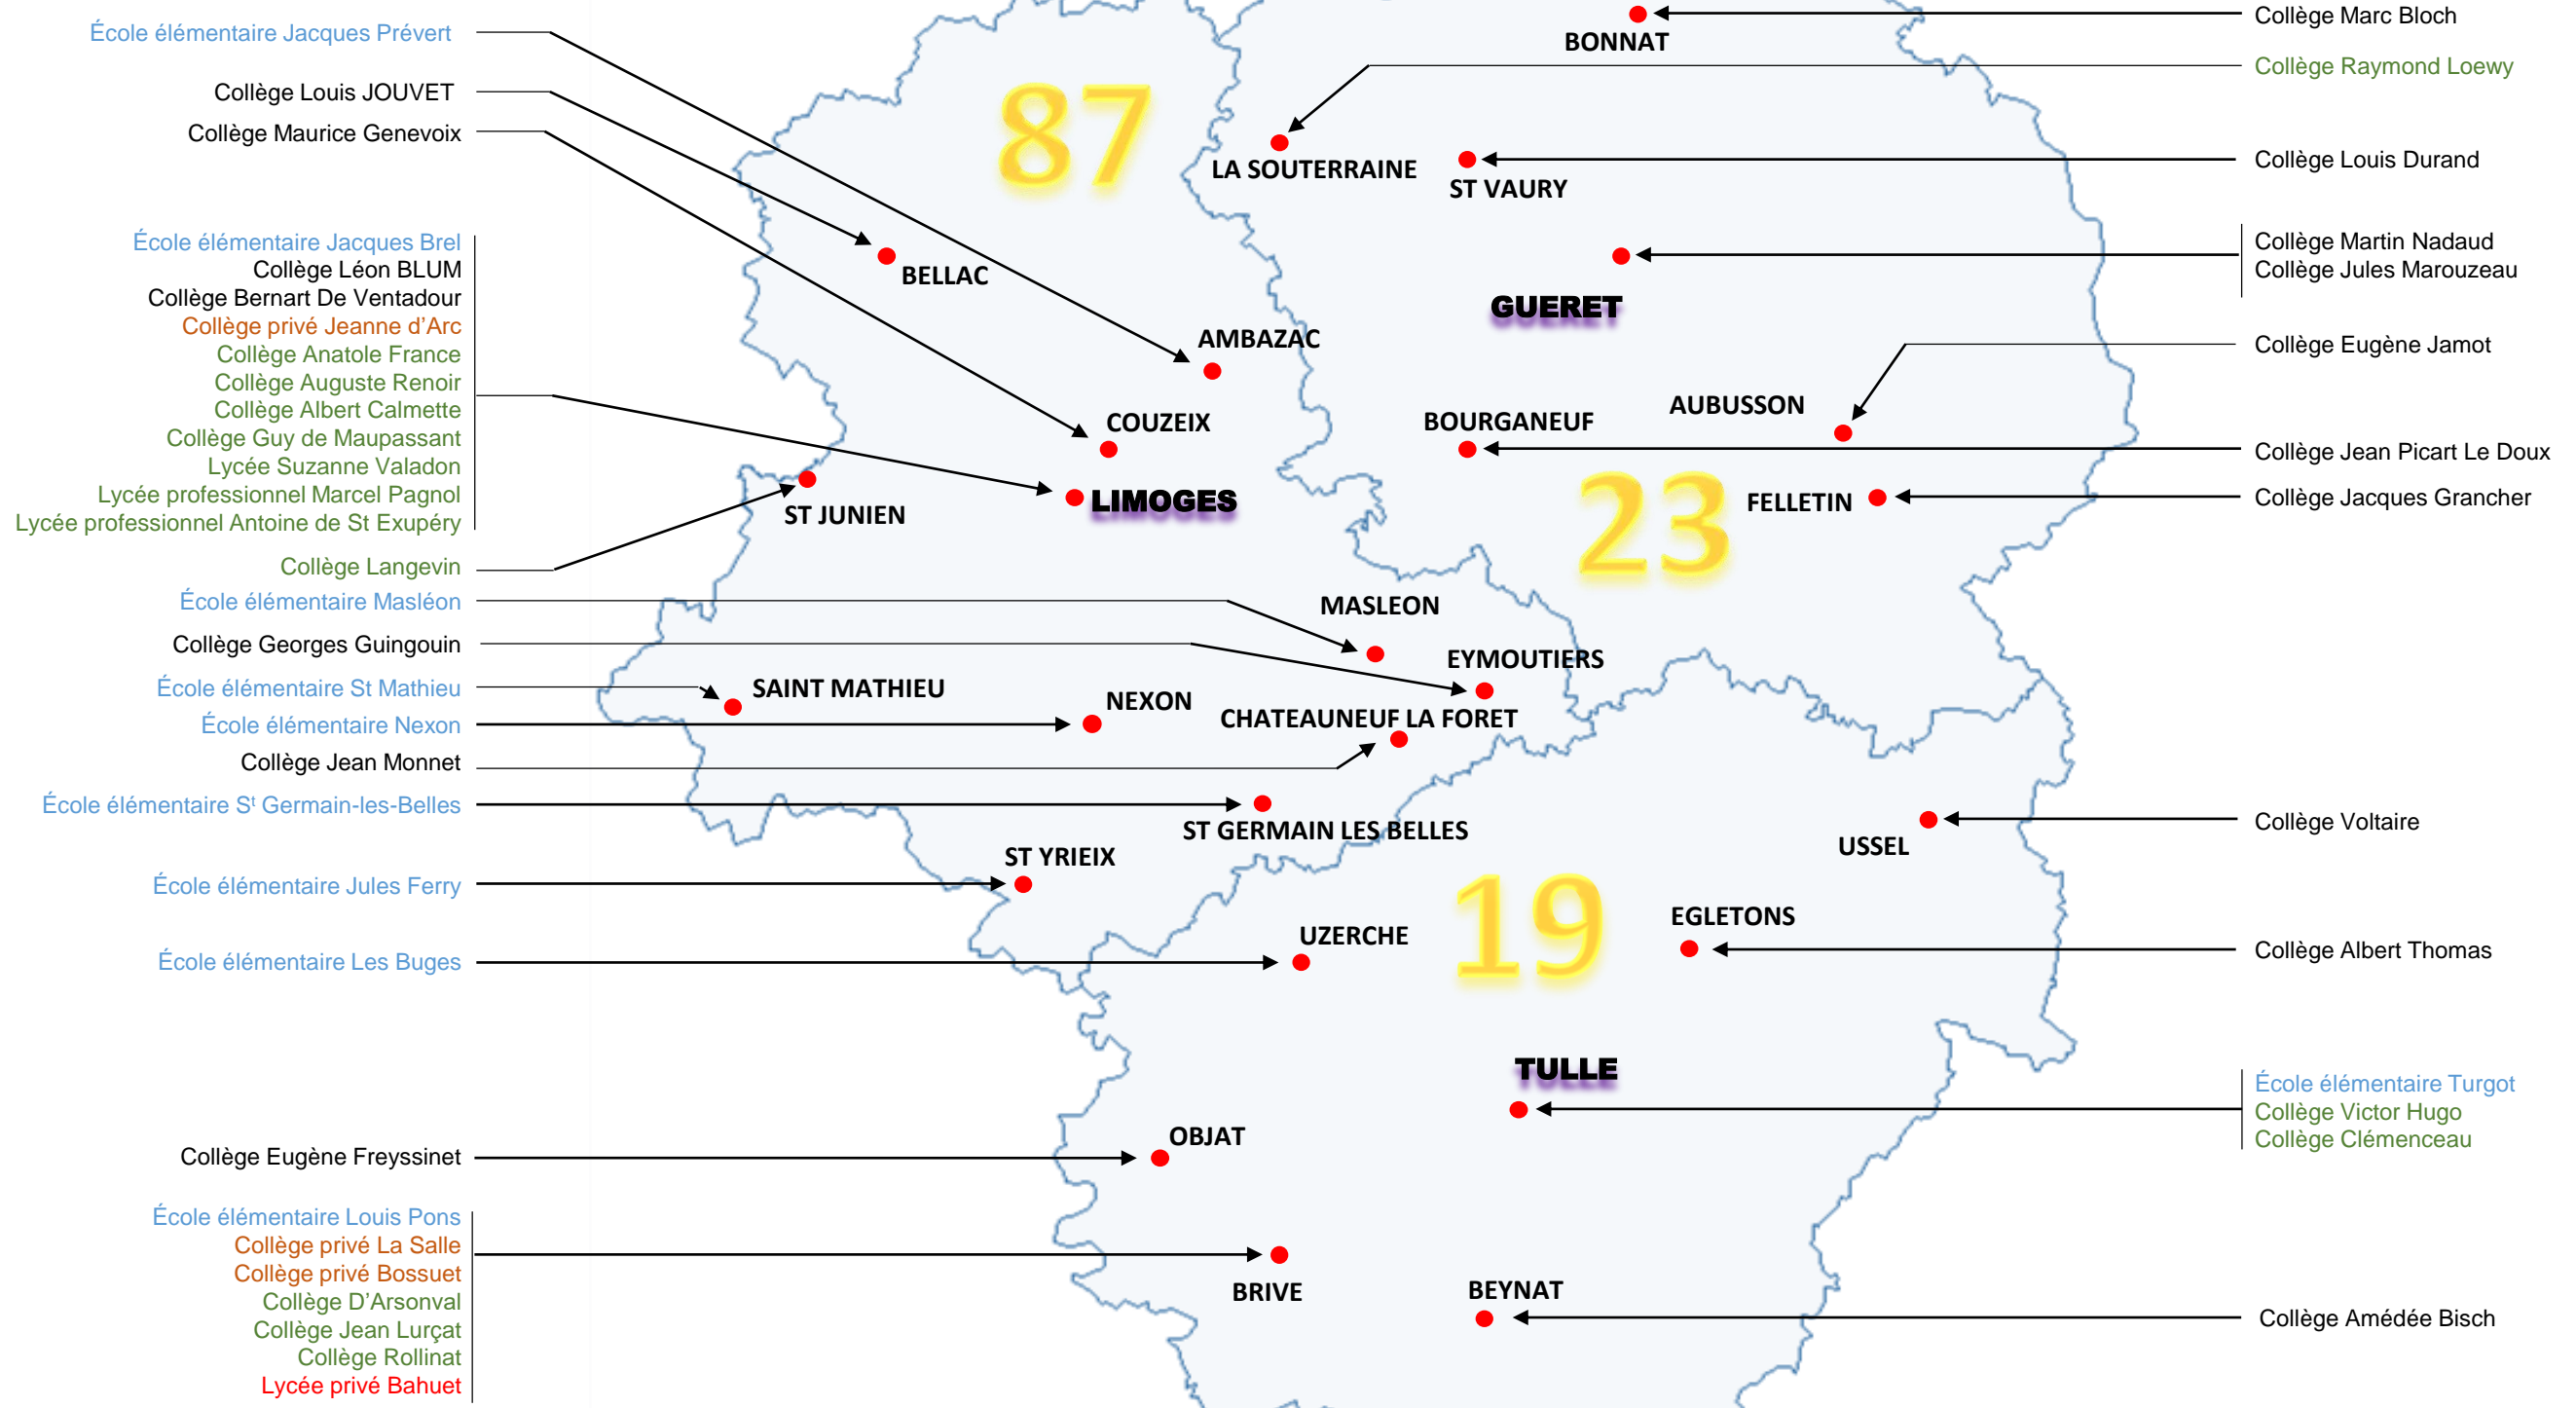 École élémentaire Jacques Prévert
Collège Louis JOUVET
Collège Maurice Genevoix
École élémentaire Jacques Brel
Collège Léon BLUM
Collège Bernart De Ventadour
Collège privé Jeanne d’Arc
Collège Anatole France
Collège Auguste Renoir
Collège Albert Calmette
Collège Guy de Maupassant
Lycée Suzanne Valadon
Lycée professionnel Marcel Pagnol
Lycée professionnel Antoine de St Exupéry
Collège Langevin
École élémentaire Masléon
Collège Georges Guingouin
École élémentaire St Mathieu
École élémentaire Nexon
Collège Jean Monnet
École élémentaire St Germain-les-Belles
École élémentaire Jules Ferry
École élémentaire Les Buges
Collège Eugène Freyssinet
École élémentaire Louis Pons
Collège privé La Salle
Collège privé Bossuet
Collège D’Arsonval
Collège Jean Lurçat
Collège Rollinat
Lycée privé Bahuet
87
BELLAC
AMBAZAC
COUZEIX
LIMOGES
ST JUNIEN
MASLEON
EYMOUTIERS
SAINT MATHIEU
NEXON
CHATEAUNEUF LA FORET
ST GERMAIN LES BELLES
ST YRIEIX
BONNAT
LA SOUTERRAINE
ST VAURY
GUERET
BOURGANEUF
AUBUSSON
23
FELLETIN
USSEL
19
EGLETONS
UZERCHE
TULLE
OBJAT
BRIVE
BEYNAT
Collège Marc Bloch
Collège Raymond Loewy
Collège Louis Durand
Collège Martin Nadaud
Collège Jules Marouzeau
Collège Eugène Jamot
Collège Jean Picart Le Doux
Collège Jacques Grancher
Collège Voltaire
Collège Albert Thomas
École élémentaire Turgot
Collège Victor Hugo
Collège Clémenceau
Collège Amédée Bisch